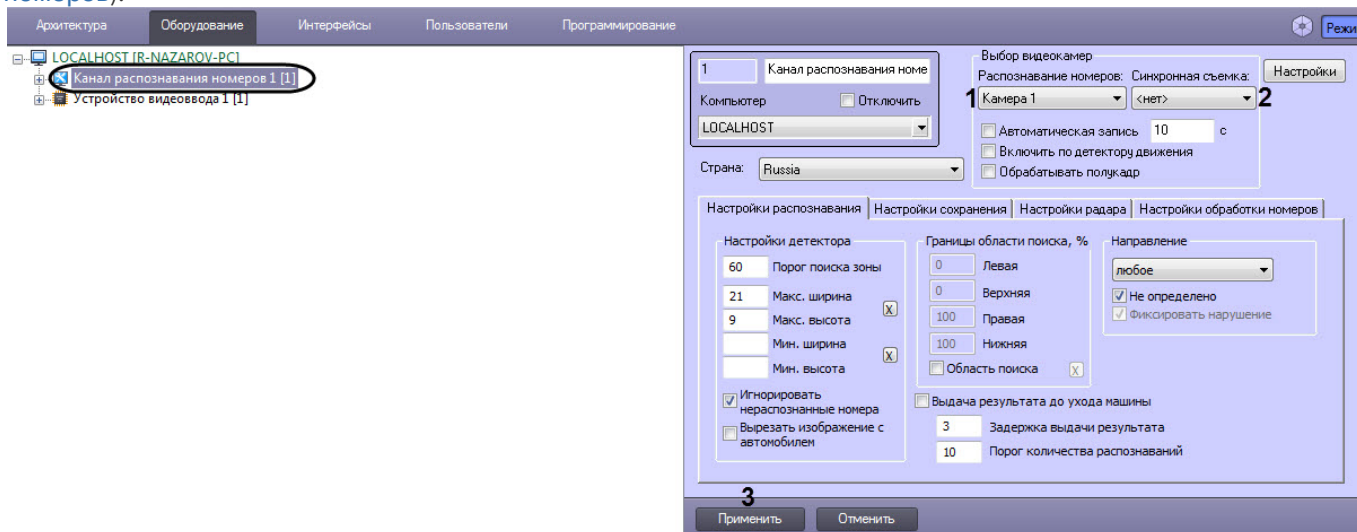 номеров).
Архитектура Оборудование Интерфейсы Пользователи Программирование
LOCALHOST [R-NAZAROV-PC]
Канал распознавания номеров 1 [1]
Устройство видеоввода 1 [1]
1 Канал распознавания номе
Компьютер Отключить
LOCALHOST
Страна: Russia
Выбор видеокамер
Распознавание номеров: Синхронная съемка:
1 Камера 1 <нет> 2
Автоматическая запись 10 с
Включить по детектору движения
Обрабатывать полукадр
Настройки
Настройки распознавания Настройки сохранения Настройки радара Настройки обработки номеров
Настройки детектора
60 Порог поиска зоны
21 Макс. ширина
9 Макс. высота
X
Мин. ширина
Мин. высота
X
Игнорировать
нераспознанные номера
Вырезать изображение с
автомобилем
Границы области поиска, %
0 Левая
0 Верхняя
100 Правая
100 Нижняя
Область поиска X
Направление
любое
Не определено
Фиксировать нарушение
Выдача результата до ухода машины
3 Задержка выдачи результата
10 Порог количества распознаваний
3
Применить Отменить